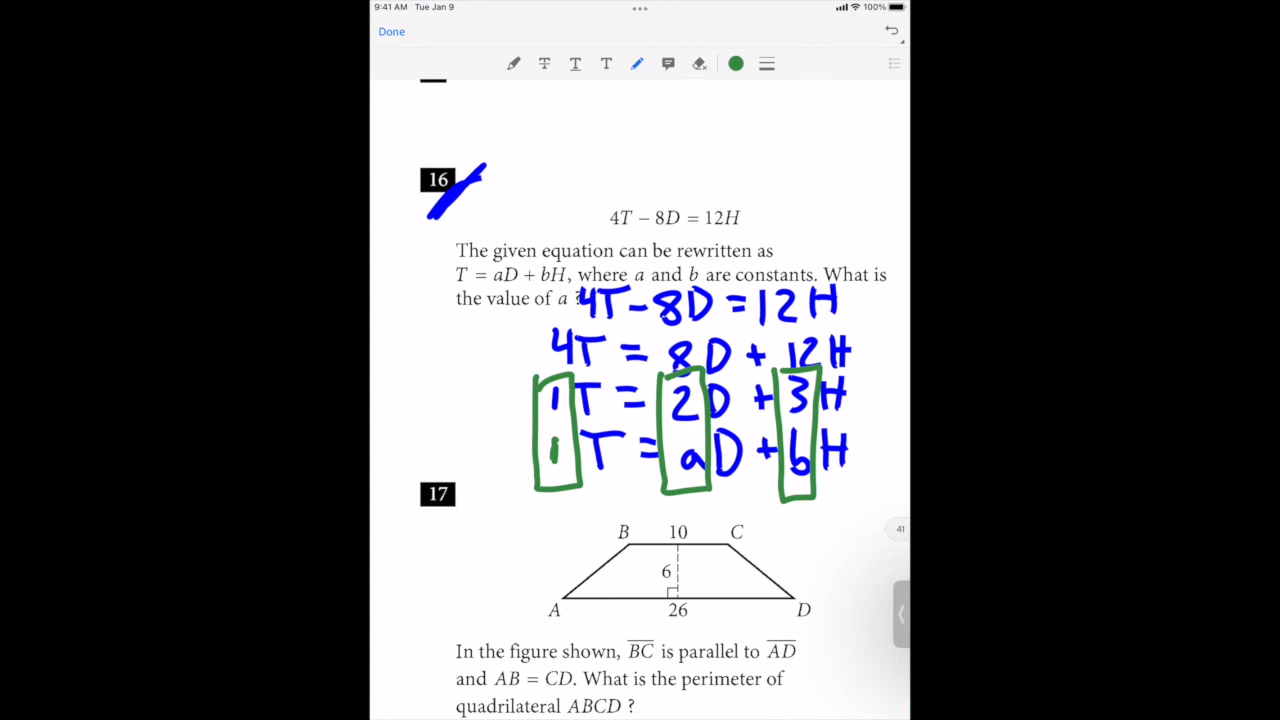 9:41 AM Tue Jan 9 100%
Done
T T T
16
4T − 8D = 12H
The given equation can be rewritten as
T = aD + bH, where a and b are constants. What is
the value of a ?
4T − 8D = 12H
4T = 8D + 12H
1T = 2D + 3H
1T = aD + bH
17
B 10 C
6
A 26 D
41
In the figure shown, BC is parallel to AD
and AB = CD. What is the perimeter of
quadrilateral ABCD ?